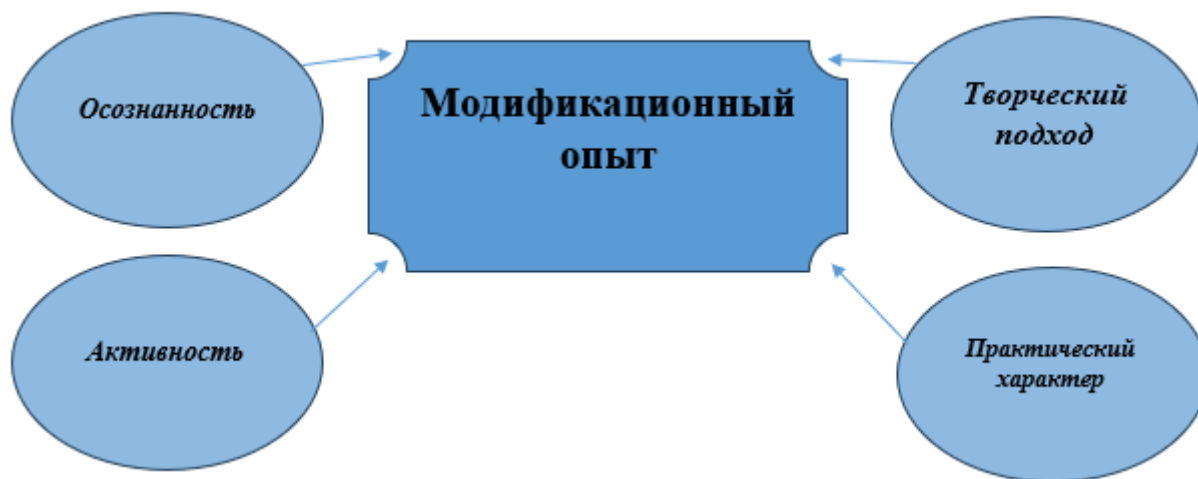 Осознанность
Модификационный
опыт
Творческий
подход
Активность
Практический
характер